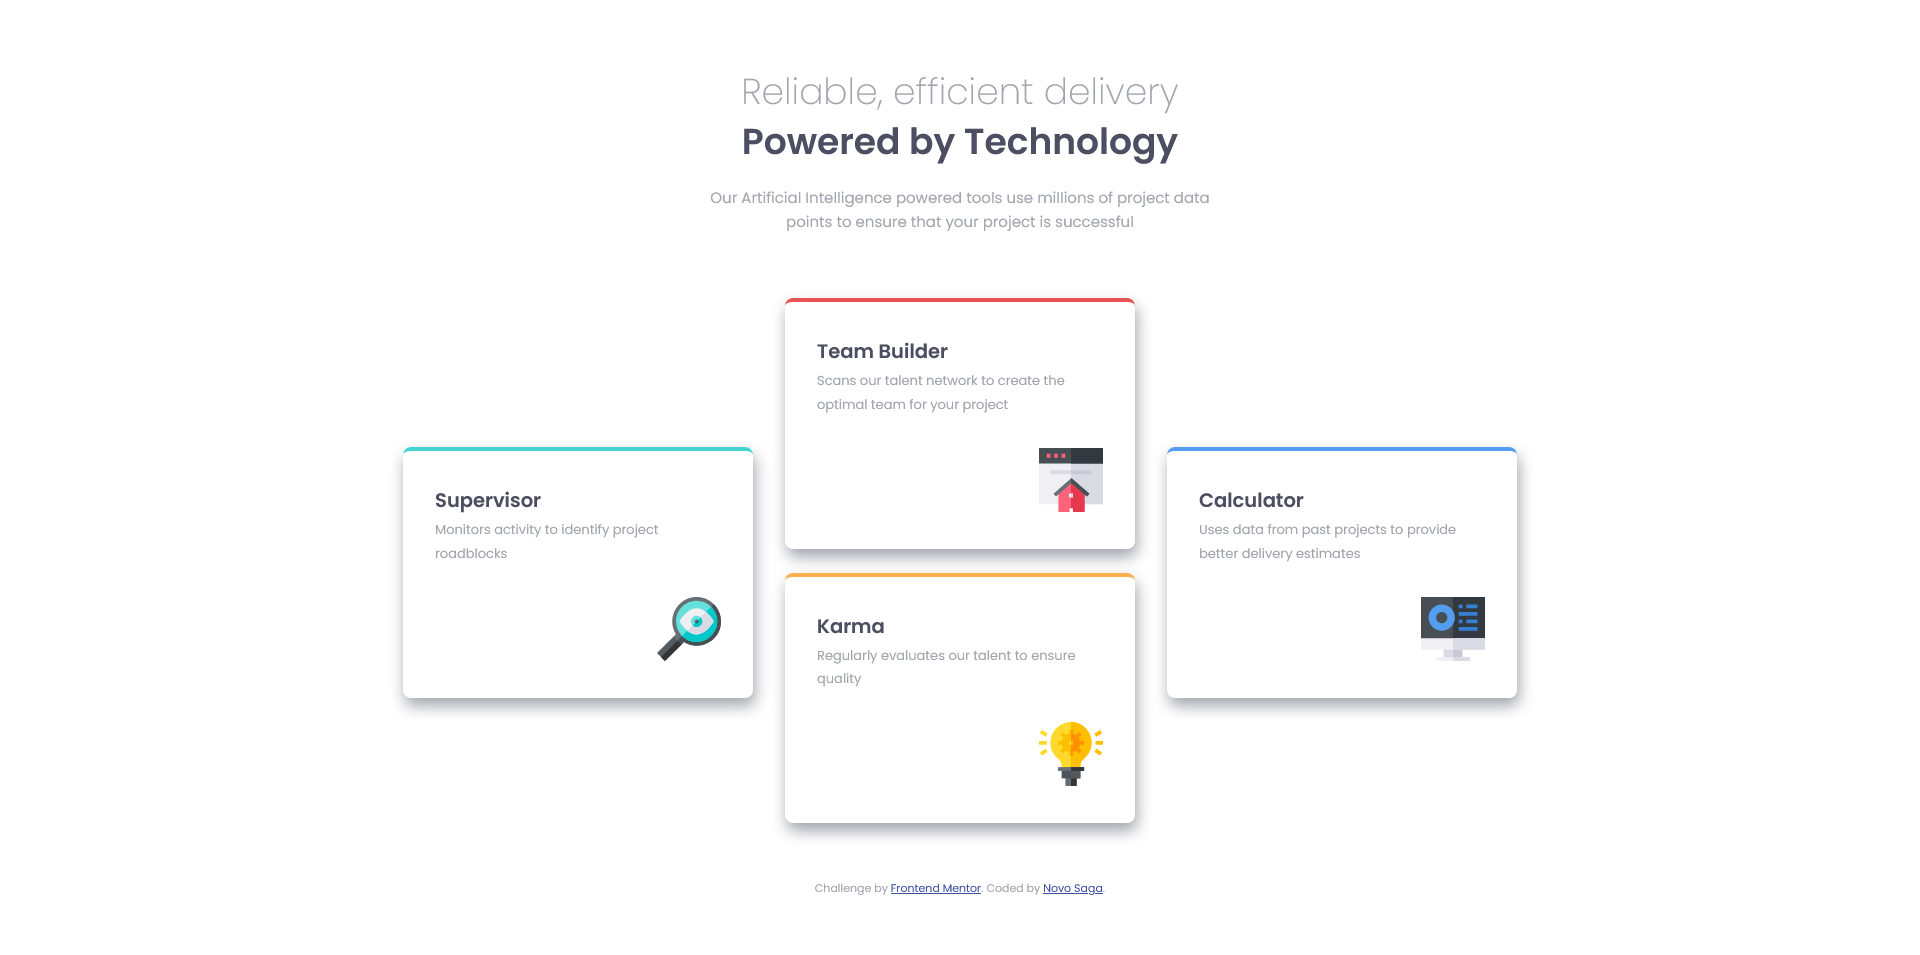 Reliable, efficient delivery
Powered by Technology
Our Artificial Intelligence powered tools use millions of project data
points to ensure that your project is successful
Team Builder
Scans our talent network to create the
optimal team for your project
Supervisor
Monitors activity to identify project
roadblocks
Calculator
Uses data from past projects to provide
better delivery estimates
Karma
Regularly evaluates our talent to ensure
quality
Challenge by Frontend Mentor. Coded by Novo Saga.